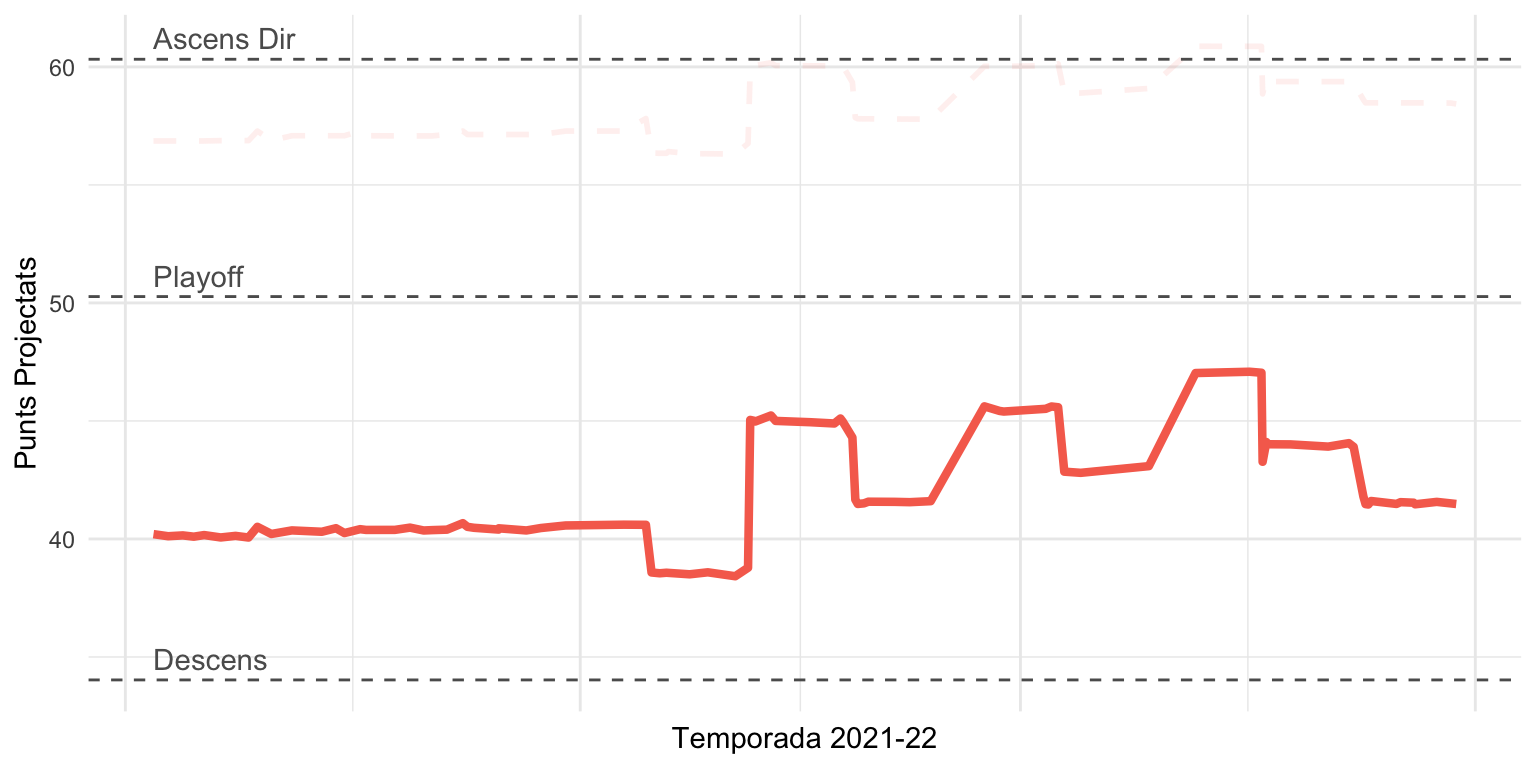 Ascens Dir
60
Playoff
50
40
Descens
Punts Projectats
Temporada 2021-22